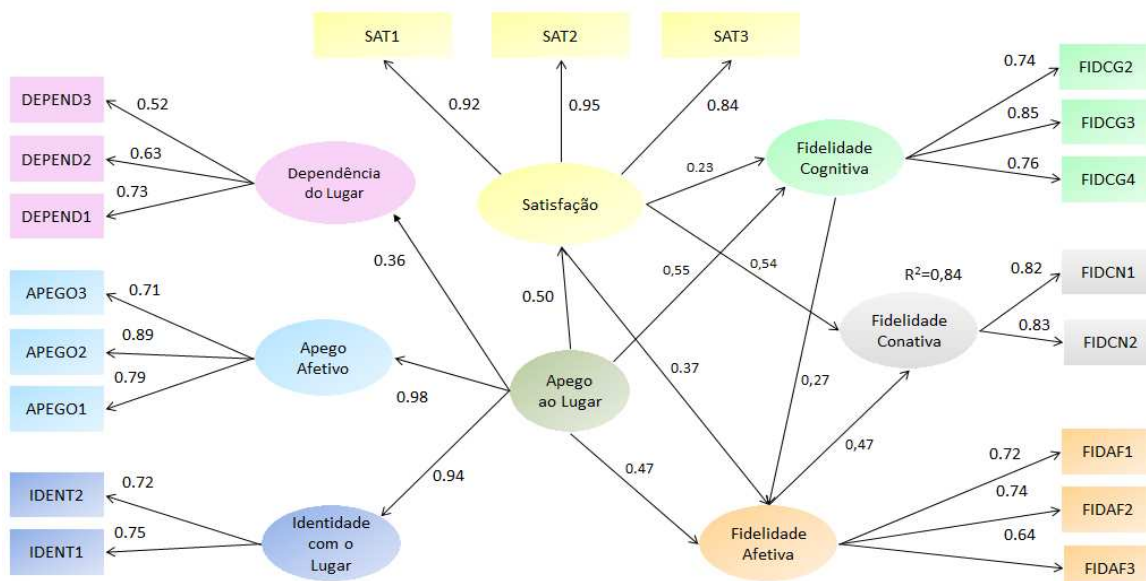 SAT1
SAT2
SAT3
FIDCG2
0.74
DEPEND3
0.52
0.92
0.95
0.84
FIDCG3
0.85
DEPEND2
0.63
Dependência
do Lugar
Fidelidade
Cognitiva
0.76
FIDCG4
0.23
DEPEND1
0.73
Satisfação
0.36
0,55
0,54
R²=0,84
0.82
FIDCN1
APEGO3
0.71
0.50
Fidelidade
Conativa
0.83
FIDCN2
APEGO2
0.89
Apego
Afetivo
0.37
0,27
APEGO1
0.79
0.98
Apego
ao Lugar
0,47
0.47
0.94
0.72
FIDAF1
IDENT2
0.72
0.74
FIDAF2
IDENT1
0.75
Identidade
com o
Lugar
Fidelidade
Afetiva
0.64
FIDAF3